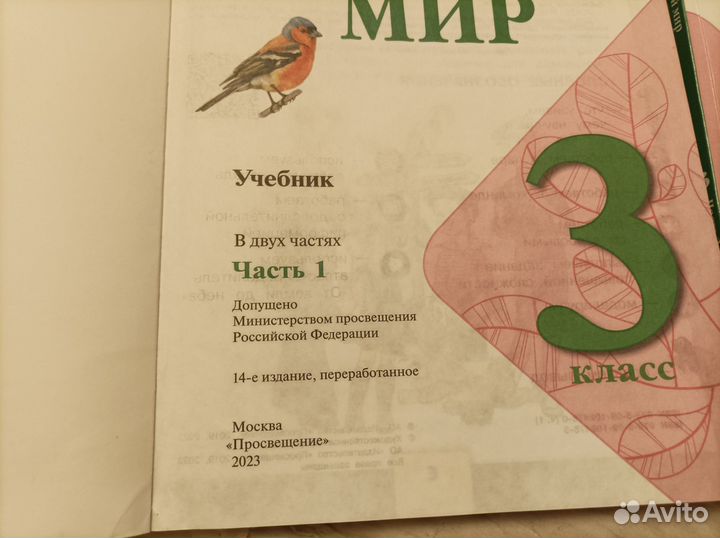 МИР
Учебник
В двух частях
Часть 1
Допущено
Министерством просвещения
Российской Федерации
14-е издание, переработанное
Москва
«Просвещение»
2023
3
класс
мир
Avito